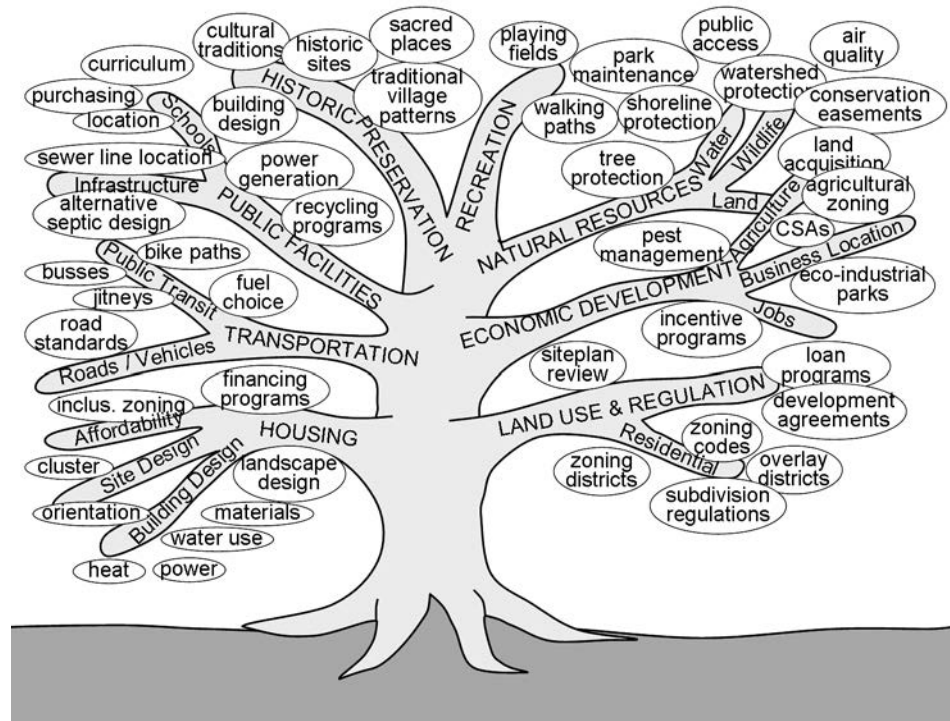 cultural
traditions
historic
sites
sacred
places
traditional
village
patterns
HISTORIC PRESERVATION
playing
fields
RECREATION
walking
paths
park
maintenance
public
access
air
quality
watershed
protection
shoreline
protection
conservation
easements
tree
protection
land
acquisition
NATURAL RESOURCES
Water
Wildlife
Land
curriculum
purchasing
location
Schools
building
design
sewer line location
Infrastructure
alternative
septic design
power
generation
recycling
programs
PUBLIC FACILITIES
agricultural
zoning
CSAs
Agriculture
pest
management
Business Location
eco-industrial
parks
Jobs
incentive
programs
ECONOMIC DEVELOPMENT
bike paths
busses
jitneys
Public Transit
fuel
choice
road
standards
Roads / Vehicles
TRANSPORTATION
siteplan
review
loan
programs
development
agreements
LAND USE & REGULATION
Residential
zoning
codes
zoning
districts
overlay
districts
subdivision
regulations
financing
programs
inclus. zoning
Affordability
HOUSING
cluster
Site Design
landscape
design
orientation
Building Design
materials
water use
heat
power